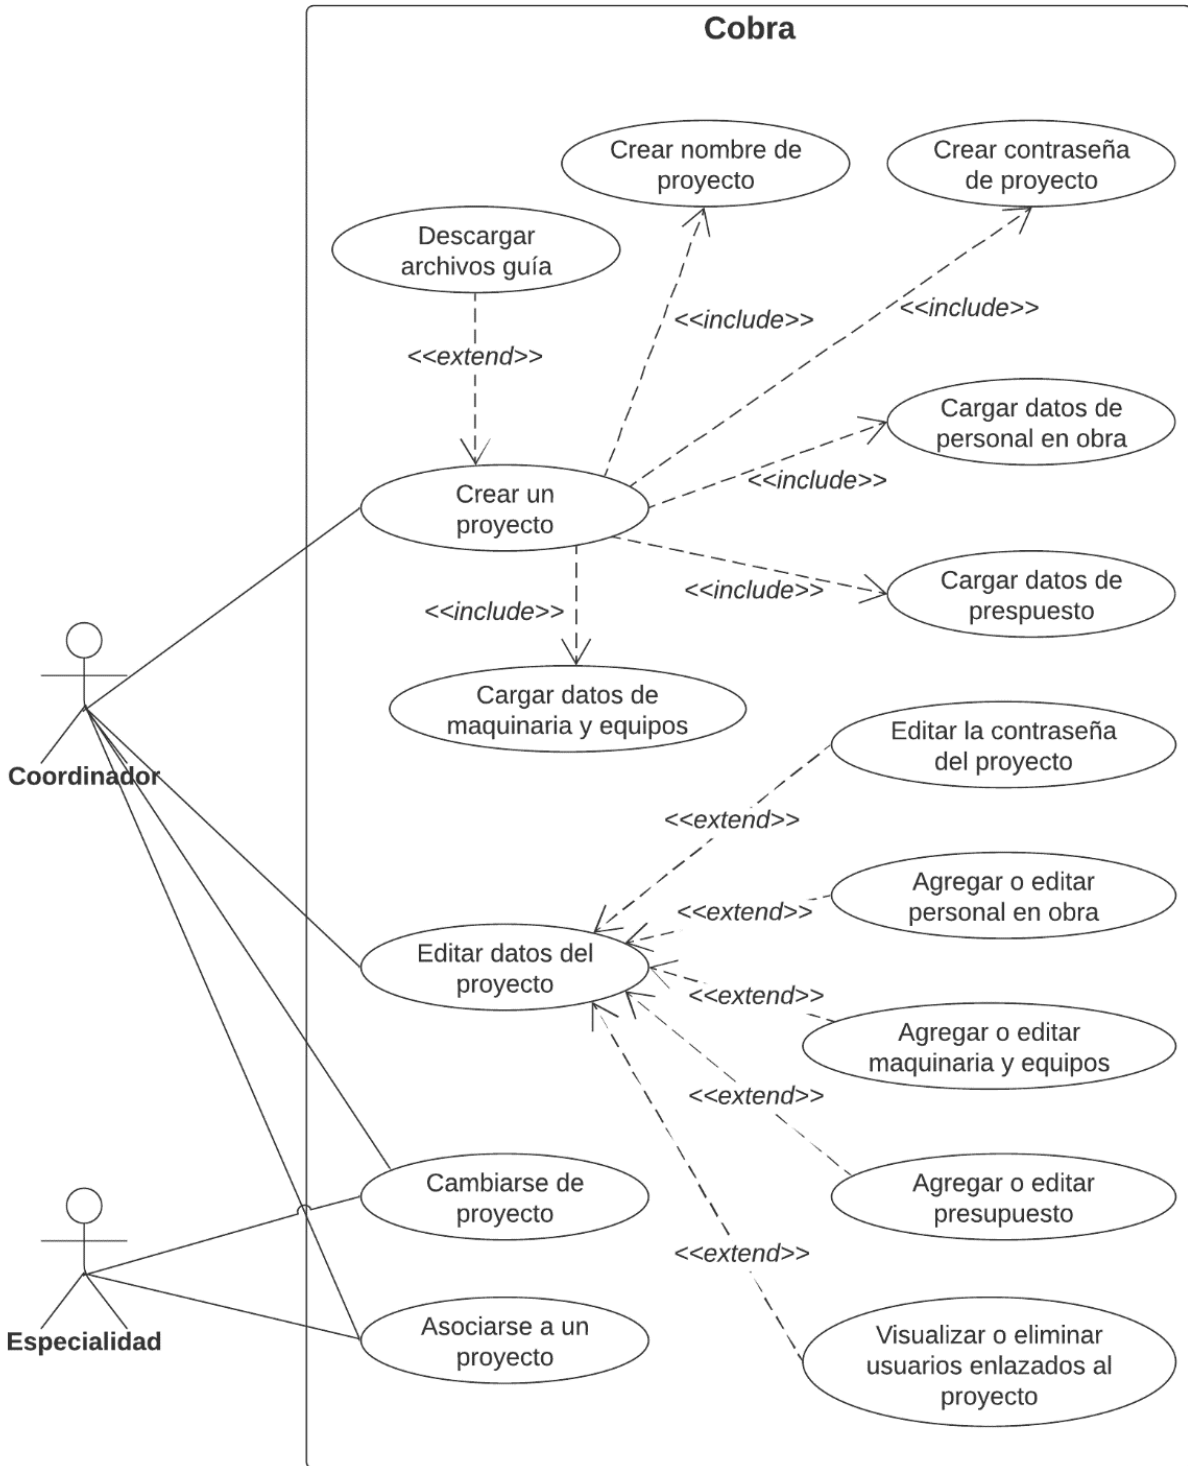 Cobra
Crear nombre de
proyecto
Crear contraseña
de proyecto
Descargar
archivos guía
<<include>>
<<include>>
<<extend>>
Cargar datos de
personal en obra
<<include>>
Crear un
proyecto
Cargar datos de
prespuesto
<<include>>
<<include>>
Cargar datos de
maquinaria y equipos
Editar la contraseña
del proyecto
Coordinador
<<extend>>
Agregar o editar
personal en obra
<<extend>>
Editar datos del
proyecto
<<extend>>
Agregar o editar
maquinaria y equipos
<<extend>>
Cambiarse de
proyecto
Agregar o editar
presupuesto
<<extend>>
Especialidad
Asociarse a un
proyecto
Visualizar o eliminar
usuarios enlazados al
proyecto